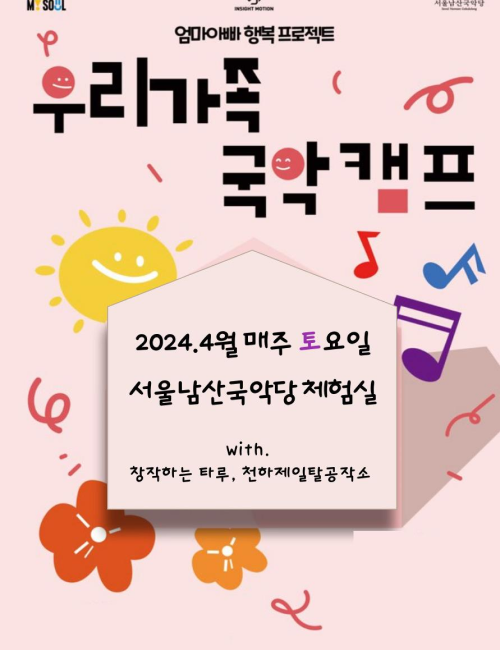 MY SOUL
INSIGHT MOTION
서울남산국악당
엄마아빠 행복 프로젝트
우리가족
국악캠프
2024.4월 매주 토요일
서울남산국악당 체험실
with.
창작하는 타루, 천하제일탈공작소